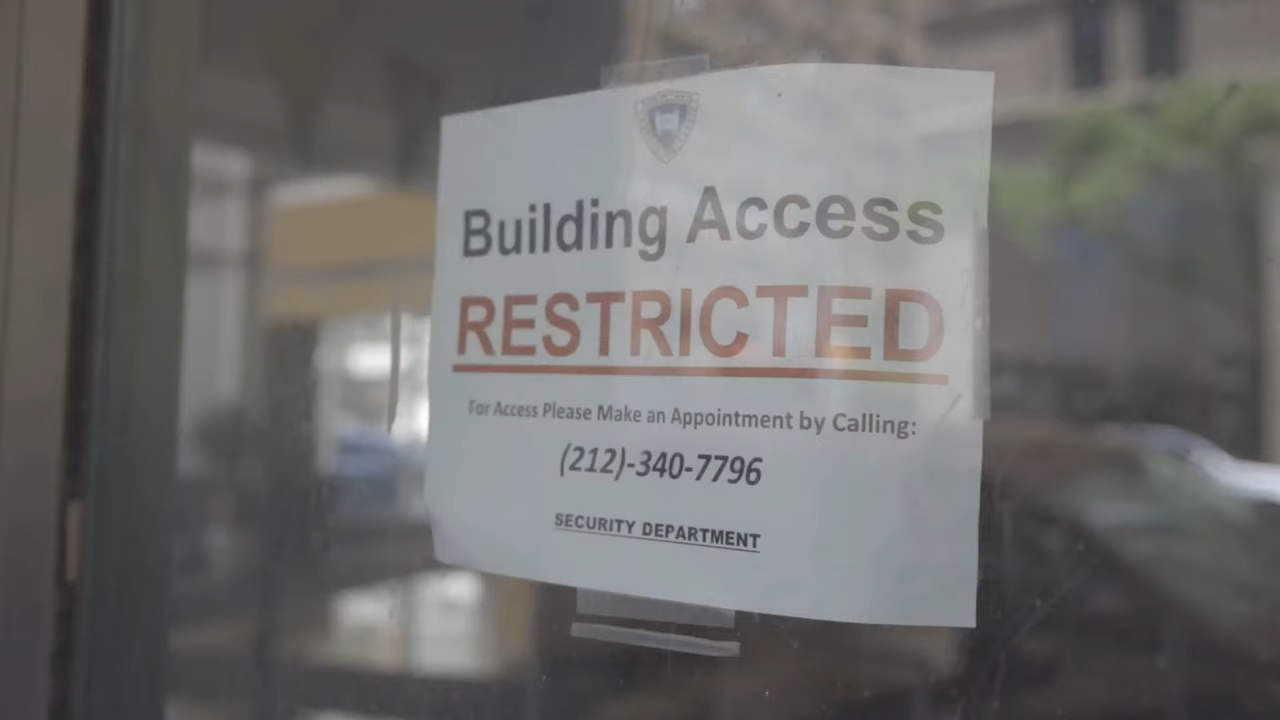 Building Access
RESTRICTED
For Access Please Make an Appointment by Calling:
(212)-340-7796
SECURITY DEPARTMENT